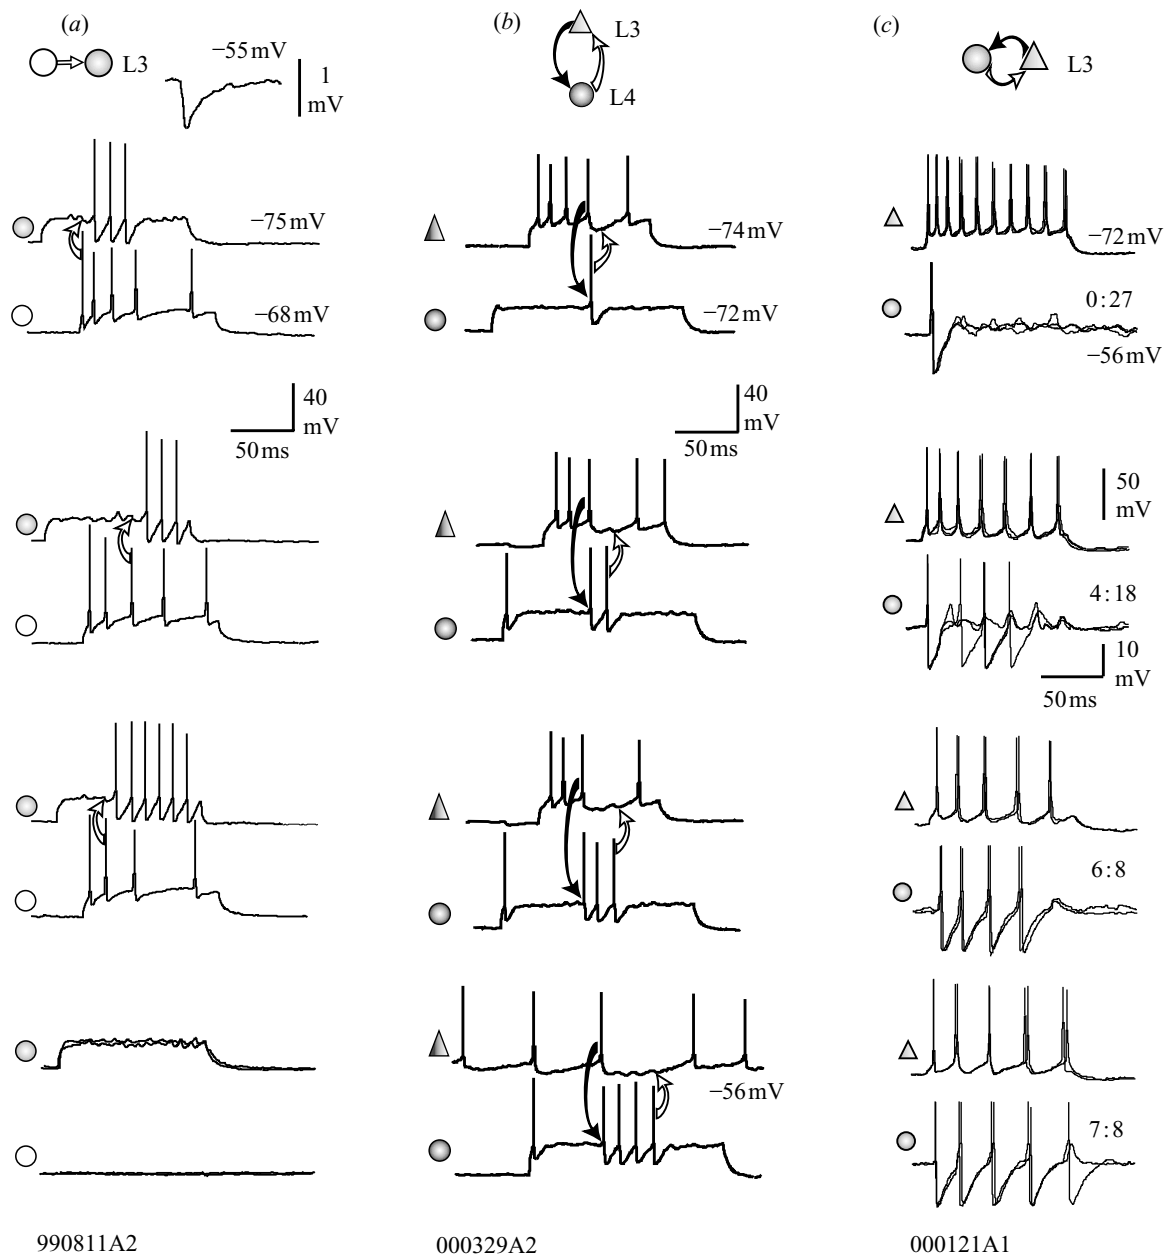 (a)
L3
−55 mV
1
mV
−75 mV
−68 mV
40
mV
50 ms
990811A2
(b)
L3
L4
−74 mV
−72 mV
40
mV
50 ms
−56 mV
000329A2
(c)
L3
−72 mV
0 : 27
−56 mV
50
mV
4 : 18
10
mV
50 ms
6 : 8
7 : 8
000121A1